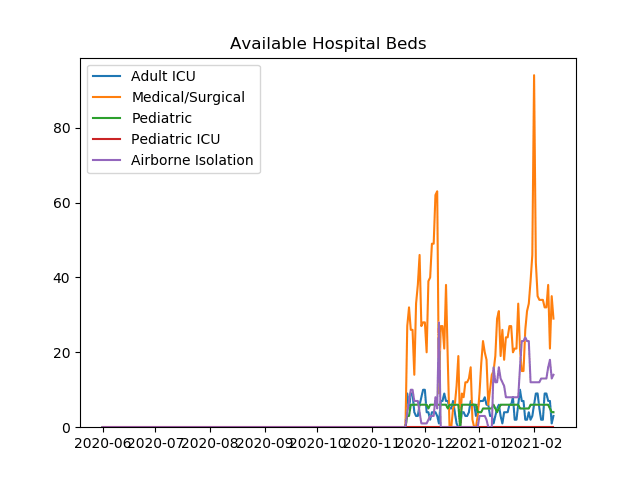 Available Hospital Beds
Adult ICU
Medical/Surgical
Pediatric
Pediatric ICU
Airborne Isolation
80
60
40
20
0
2020-06 2020-07 2020-08 2020-09 2020-10 2020-11 2020-12 2021-01 2021-02